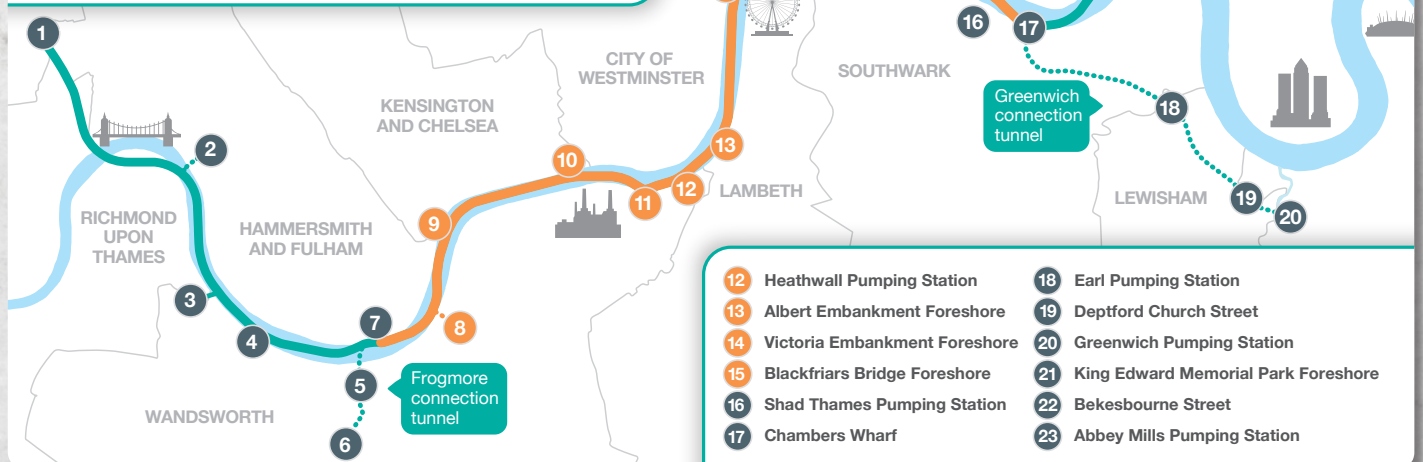 1
16
17
CITY OF
WESTMINSTER
SOUTHWARK
KENSINGTON
AND CHELSEA
Greenwich
connection
tunnel
18
2
10
13
11
12
LAMBETH
LEWISHAM
19
20
RICHMOND
UPON
THAMES
HAMMERSMITH
AND FULHAM
9
3
4
7
8
5
Frogmore
connection
tunnel
WANDSWORTH
6
12 Heathwall Pumping Station
13 Albert Embankment Foreshore
14 Victoria Embankment Foreshore
15 Blackfriars Bridge Foreshore
16 Shad Thames Pumping Station
17 Chambers Wharf
18 Earl Pumping Station
19 Deptford Church Street
20 Greenwich Pumping Station
21 King Edward Memorial Park Foreshore
22 Bekesbourne Street
23 Abbey Mills Pumping Station